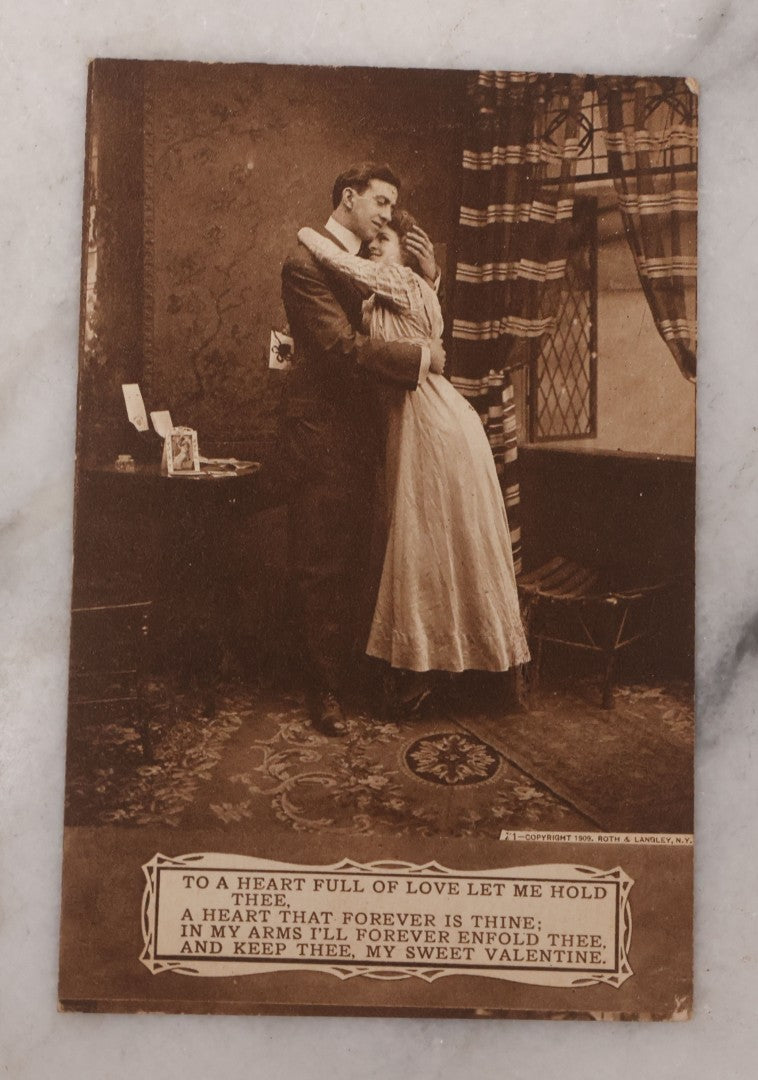 71—COPYRIGHT 1909, ROTH & LANGLEY, N.Y.
TO A HEART FULL OF LOVE LET ME HOLD
THEE,
A HEART THAT FOREVER IS THINE;
IN MY ARMS I'LL FOREVER ENFOLD THEE,
AND KEEP THEE, MY SWEET VALENTINE.